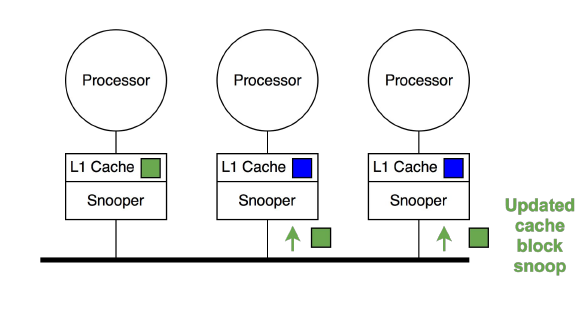 Processor
Processor
Processor
L1 Cache
L1 Cache
L1 Cache
Snooper
Snooper
Snooper
Updated
cache
block
snoop